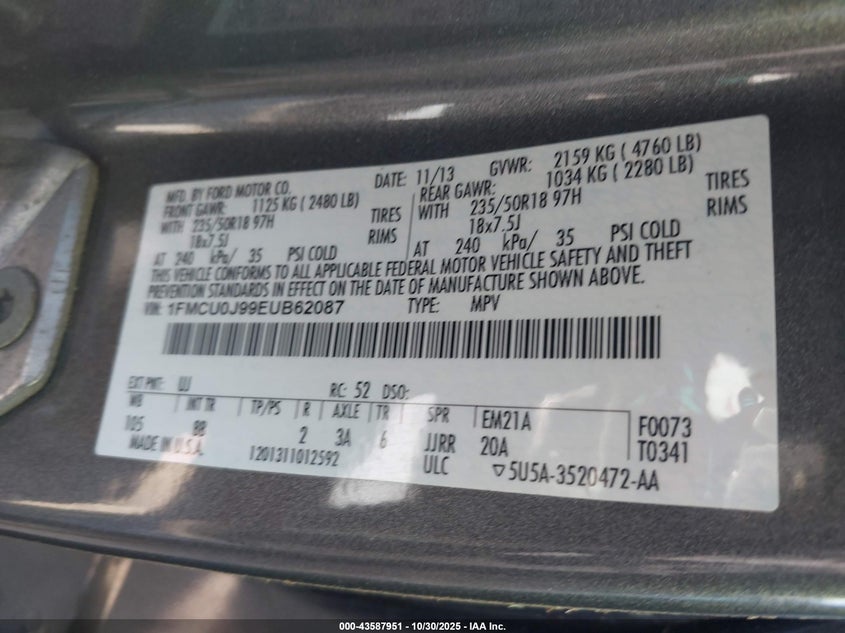 MFD. BY FORD MOTOR CO.
DATE: 11/13 GVWR: 2159 KG ( 4760 LB)
FRONT GAWR: 1125 KG ( 2480 LB) REAR GAWR: 1034 KG ( 2280 LB)
WITH 235/50R18 97H TIRES WITH 235/50R18 97H TIRES
18x7.5J RIMS 18x7.5J RIMS
AT 240 kPa/ 35 PSI COLD AT 240 kPa/ 35 PSI COLD
THIS VEHICLE CONFORMS TO ALL APPLICABLE FEDERAL MOTOR VEHICLE SAFETY AND THEFT
PREVENTION STANDARDS IN EFFECT ON THE DATE OF MANUFACTURE SHOWN ABOVE.
VIN: 1FMCU0J99EUB62087 TYPE: MPV
EXT PNT: UJ RC: 52 DSO:
WB INT TR TP/PS R AXLE TR SPR EM21A F0073
105 8B 2 3A 6 JJRR 20A T0341
MADE IN U.S.A. 1201311012592 ULC ▽5U5A-3520472-AA
000-43587951 | 10/30/2025 - IAA Inc.